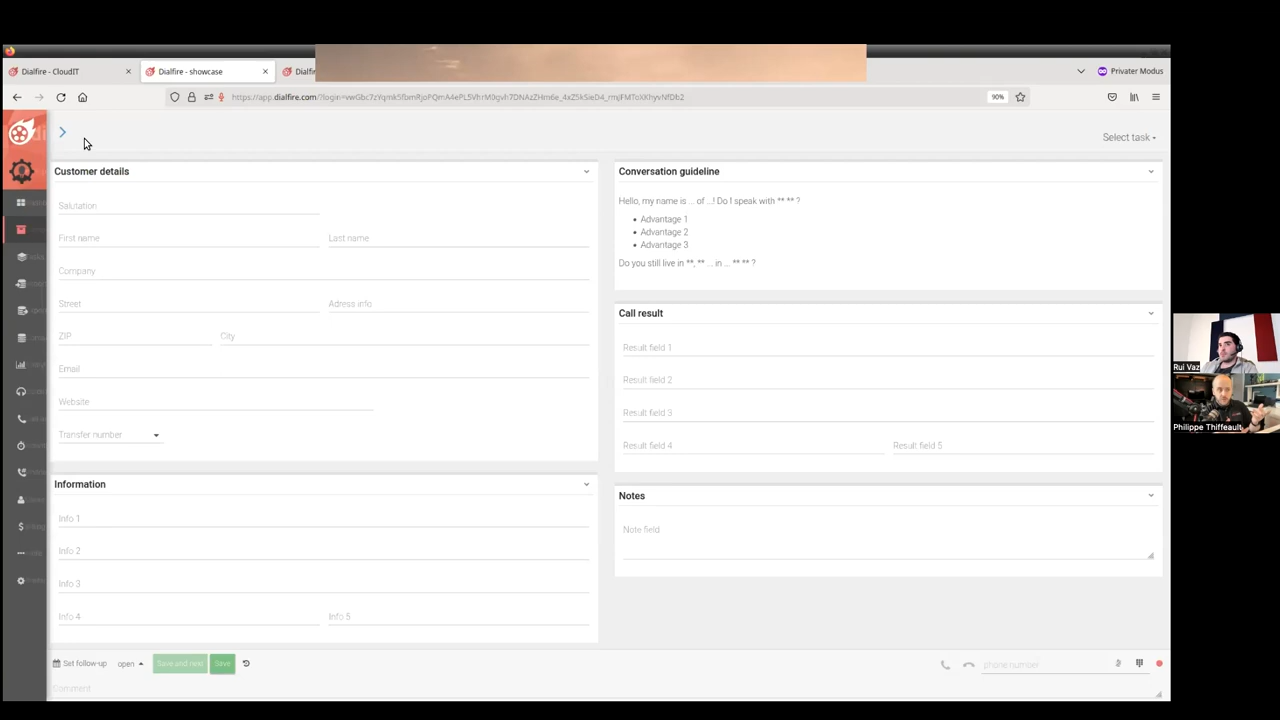 Dialfire - CloudIT
Dialfire - showcase
Dialfir
Privater Modus
90%
Select task
Customer details
Salutation
First name
Last name
Company
Street
Adress info
ZIP
City
Email
Website
Transfer number
Information
Info 1
Info 2
Info 3
Info 4
Info 5
Conversation guideline
Hello, my name is ... of ...! Do I speak with ** ** ?
Advantage 1
Advantage 2
Advantage 3
Do you still live in **, ** ... in ... ** ** ?
Call result
Result field 1
Result field 2
Result field 3
Result field 4
Result field 5
Notes
Note field
Set follow-up
open
Save and next
Save
phone number
Comment
Rui Vaz
Philippe Thiffeault